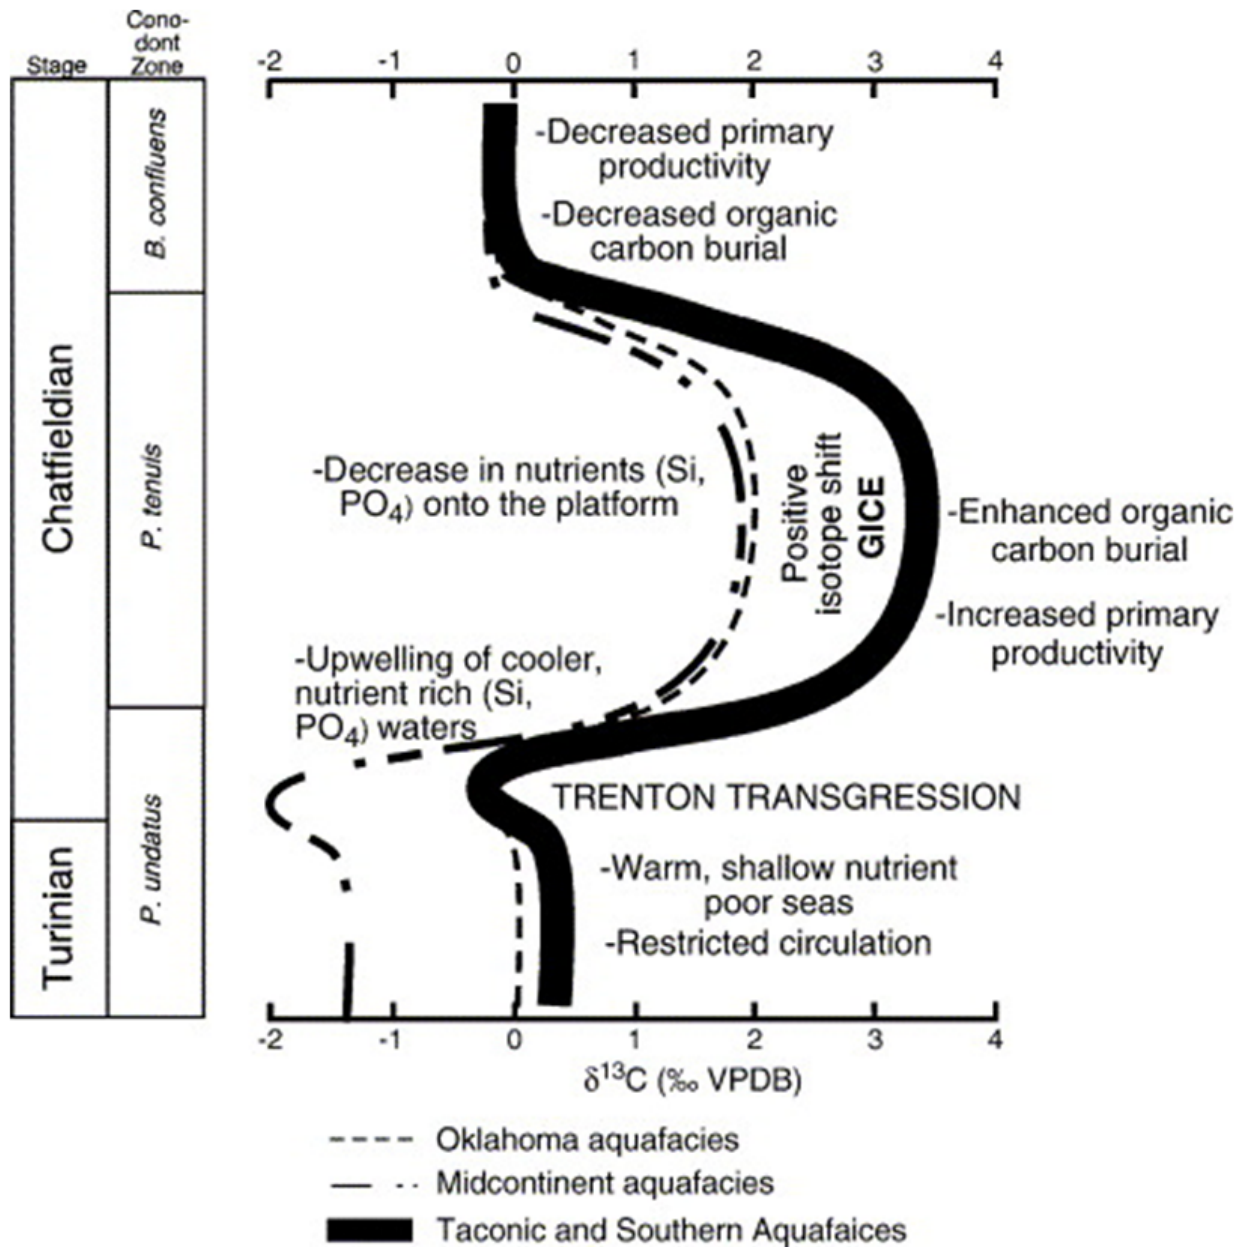 Cono-
dont
Stage Zone
-2 -1 0 1 2 3 4
B. confluens
-Decreased primary
productivity
-Decreased organic
carbon burial
Chatfieldian
P. tenuis
-Decrease in nutrients (Si,
PO4) onto the platform
Positive
isotope shift
GICE
-Enhanced organic
carbon burial
-Increased primary
productivity
-Upwelling of cooler,
nutrient rich (Si,
PO4) waters
TRENTON TRANSGRESSION
Turinian
P. undatus
-Warm, shallow nutrient
poor seas
-Restricted circulation
-2 -1 0 1 2 3 4
δ13C (‰ VPDB)
Oklahoma aquafacies
Midcontinent aquafacies
Taconic and Southern Aquafaices